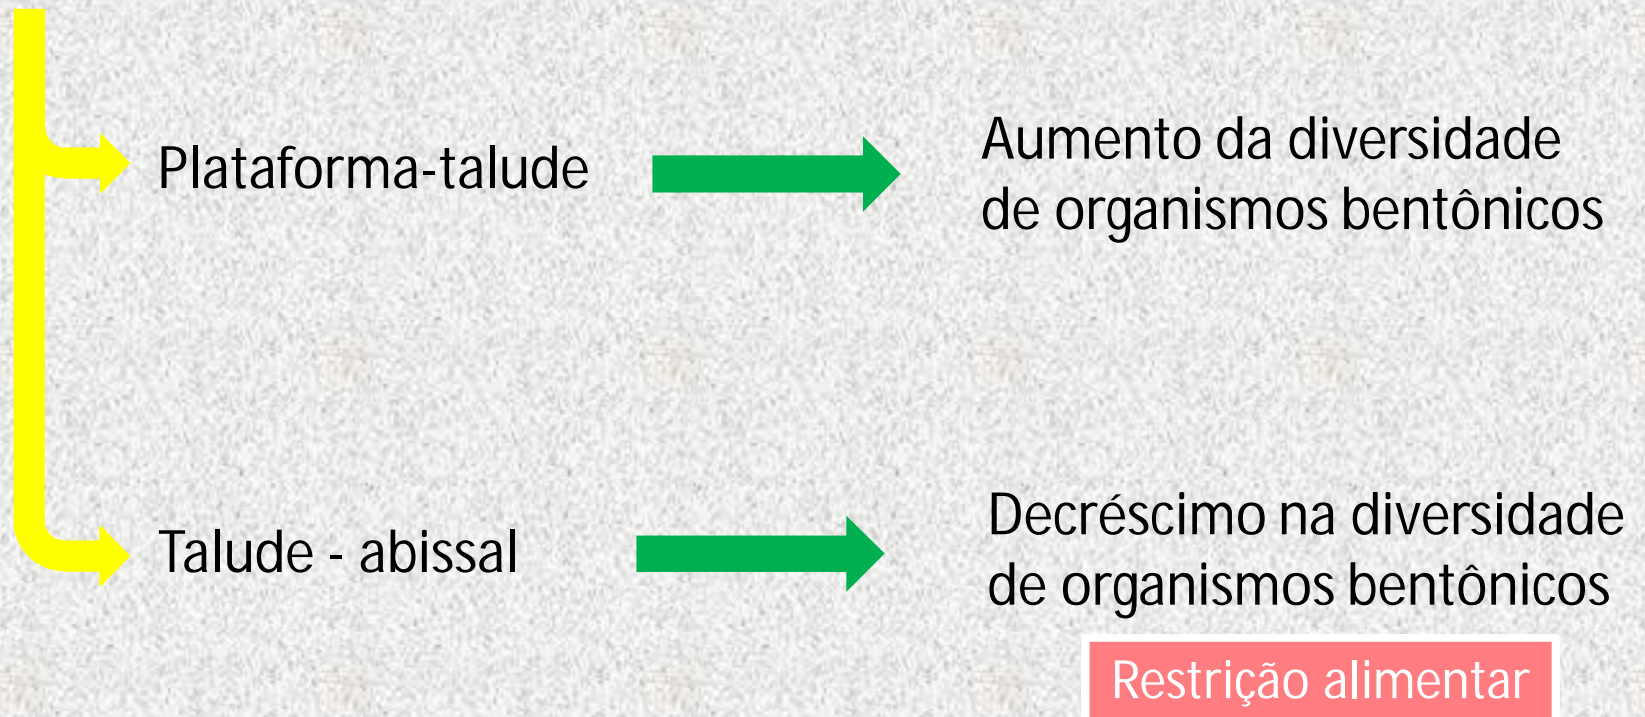 Plataforma-talude
Aumento da diversidade
de organismos bentônicos
Talude - abissal
Decréscimo na diversidade
de organismos bentônicos
Restrição alimentar